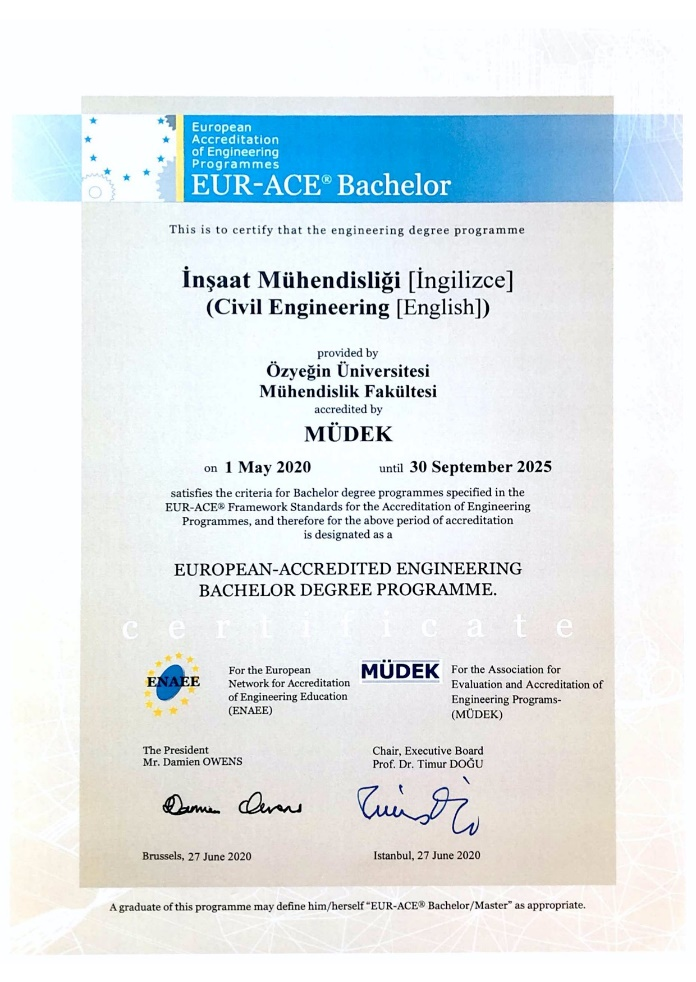 European
Accreditation
of Engineering
Programmes
EUR-ACE® Bachelor
This is to certify that the engineering degree programme
İnşaat Mühendisliği [İngilizce]
(Civil Engineering [English])
provided by
Özyeğin Üniversitesi
Mühendislik Fakültesi
accredited by
MÜDEK
on 1 May 2020 until 30 September 2025
satisfies the criteria for Bachelor degree programmes specified in the
EUR-ACE® Framework Standards for the Accreditation of Engineering
Programmes, and therefore for the above period of accreditation
is designated as a
EUROPEAN-ACCREDITED ENGINEERING
BACHELOR DEGREE PROGRAMME.
certificate
ENAEE
For the European
Network for Accreditation
of Engineering Education
(ENAEE)
MÜDEK
For the Association for
Evaluation and Accreditation of
Engineering Programs-
(MÜDEK)
The President
Mr. Damien OWENS
Chair, Executive Board
Prof. Dr. Timur DOĞU
Damien Owens
Brussels, 27 June 2020
Istanbul, 27 June 2020
A graduate of this programme may define him/herself “EUR-ACE® Bachelor/Master” as appropriate.